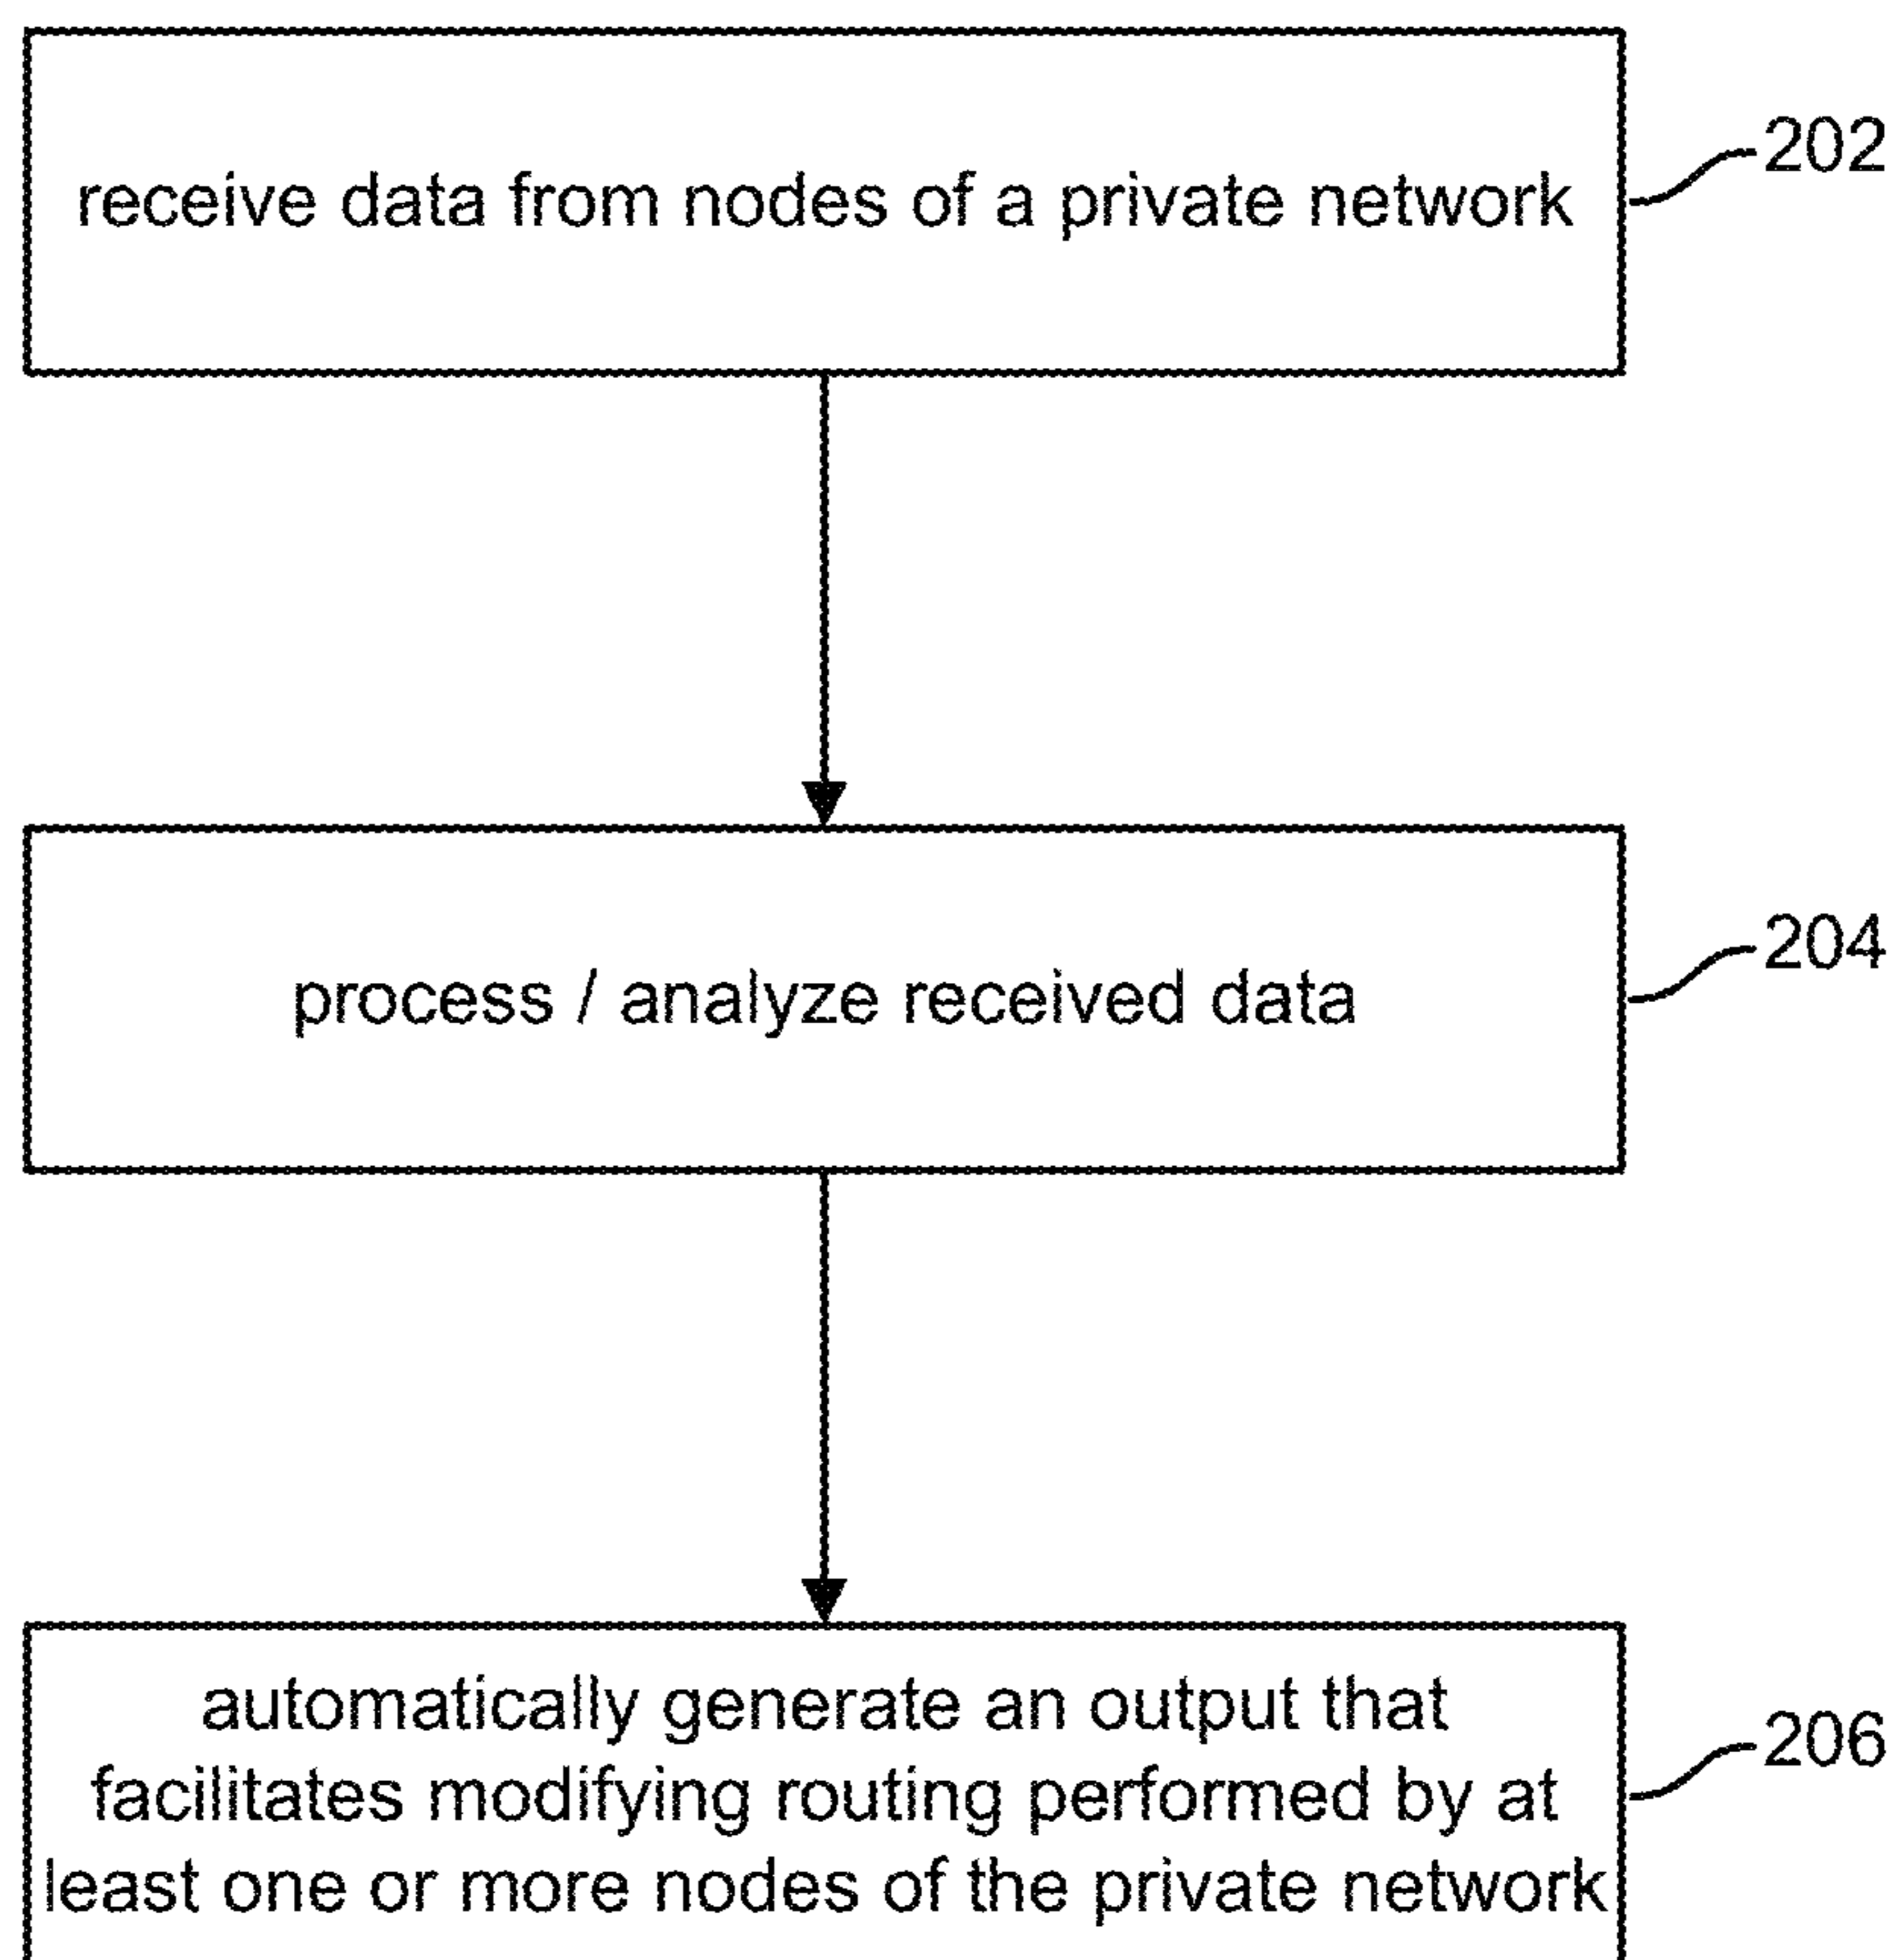 receive data from nodes of a private network
202
process / analyze received data
204
automatically generate an output that
facilitates modifying routing performed by at
least one or more nodes of the private network
206